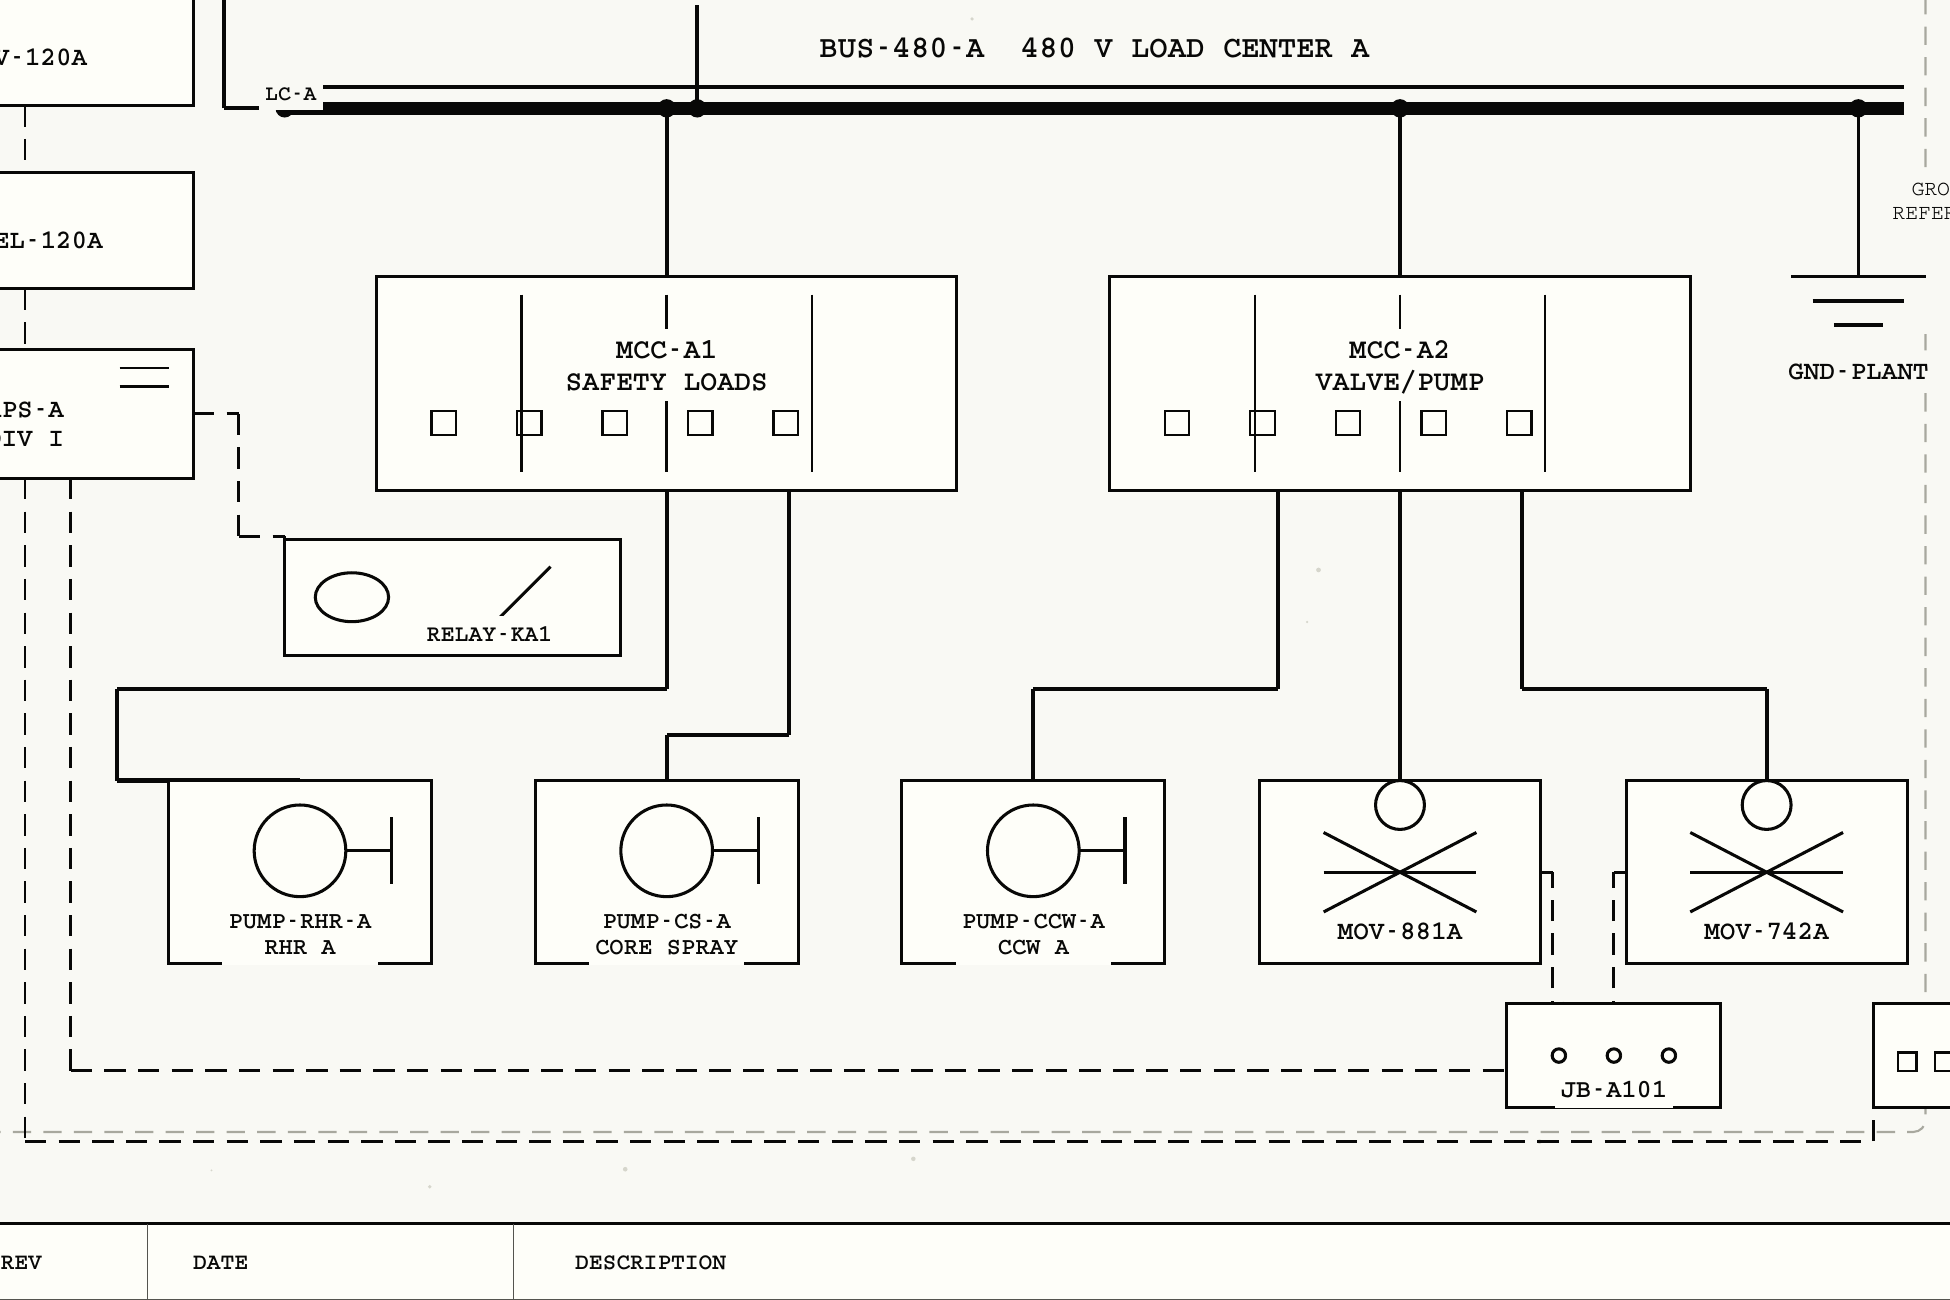 BUS-480-A  480 V LOAD CENTER A
V-120A
LC-A
GRO
REFER
EL-120A
MCC-A1
SAFETY LOADS
MCC-A2
VALVE/PUMP
GND-PLANT
PS-A
IV I
RELAY-KA1
PUMP-RHR-A
RHR A
PUMP-CS-A
CORE SPRAY
PUMP-CCW-A
CCW A
MOV-881A
MOV-742A
JB-A101
REV
DATE
DESCRIPTION